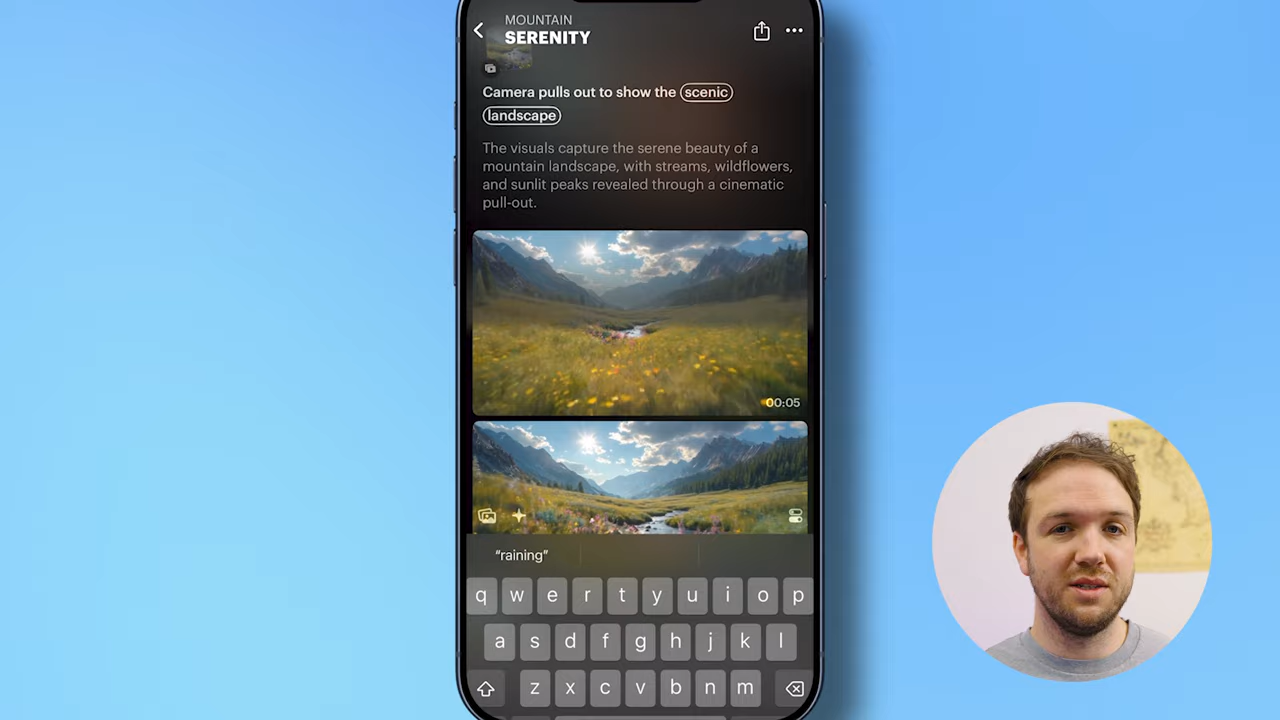 MOUNTAIN
SERENITY
Camera pulls out to show the scenic
landscape
The visuals capture the serene beauty of a
mountain landscape, with streams, wildflowers,
and sunlit peaks revealed through a cinematic
pull-out.
00:05
“raining”
q w e r t y u i o p
a s d f g h j k l
z x c v b n m